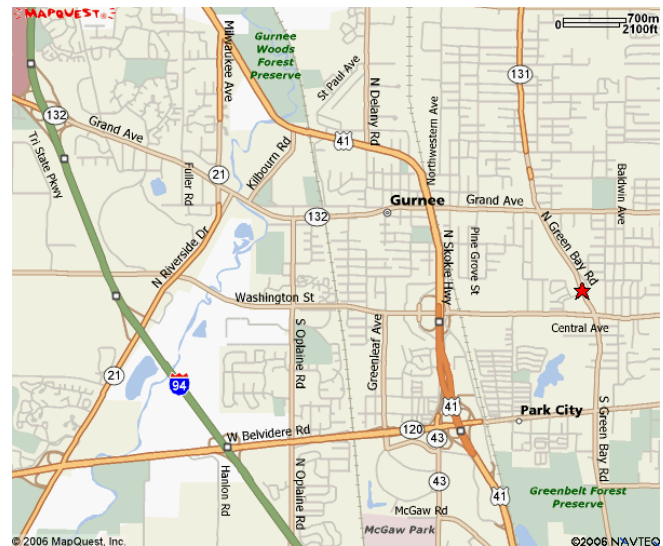 MAPQUEST®
700m
2100ft
Gurnee
Woods
Forest
Preserve
Milwaukee Ave
St Paul Ave
N Delany Rd
Northwestern Ave
131
132
Grand Ave
41
Tri State Pkwy
Fuller Rd
21
Kilbourn Rd
132
Gurnee
Grand Ave
Baldwin Ave
N Riverside Dr
N Skokie Hwy
Pine Grove St
N Green Bay Rd
Washington St
Central Ave
S Oplaine Rd
Greenleaf Ave
21
94
41
Park City
W Belvidere Rd
120
43
S Green Bay Rd
Hanlon Rd
N Oplaine Rd
43
41
McGaw Rd
Greenbelt Forest
Preserve
McGaw Park
© 2006 MapQuest, Inc.
©2006 NAVTEQ